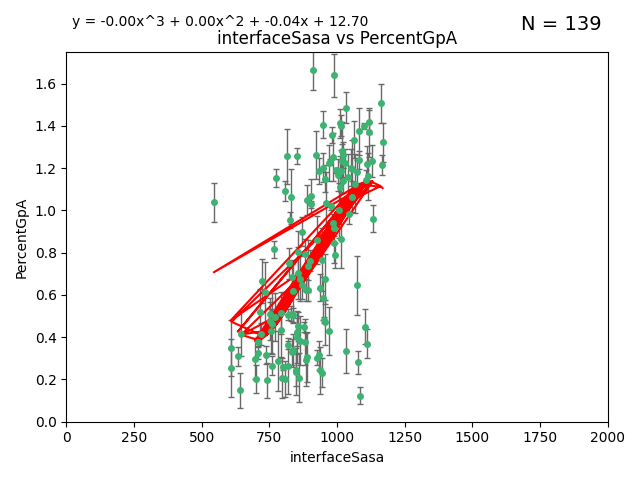 y = -0.00x^3 + 0.00x^2 + -0.04x + 12.70
N = 139
interfaceSasa vs PercentGpA
1.6
1.4
1.2
1.0
0.8
0.6
0.4
0.2
0.0
PercentGpA
0 250 500 750 1000 1250 1500 1750 2000
interfaceSasa